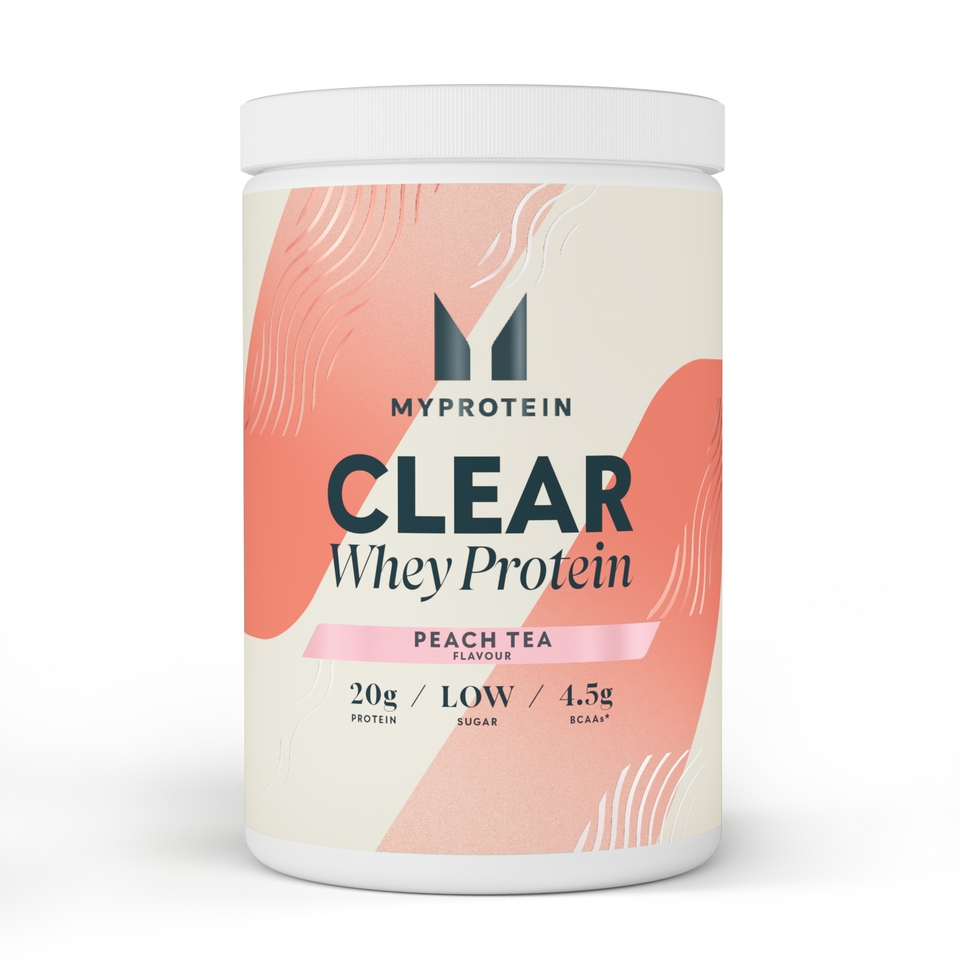 MYPROTEIN
CLEAR
Whey Protein
PEACH TEA
FLAVOUR
20g / LOW / 4.5g
PROTEIN SUGAR BCAAs*